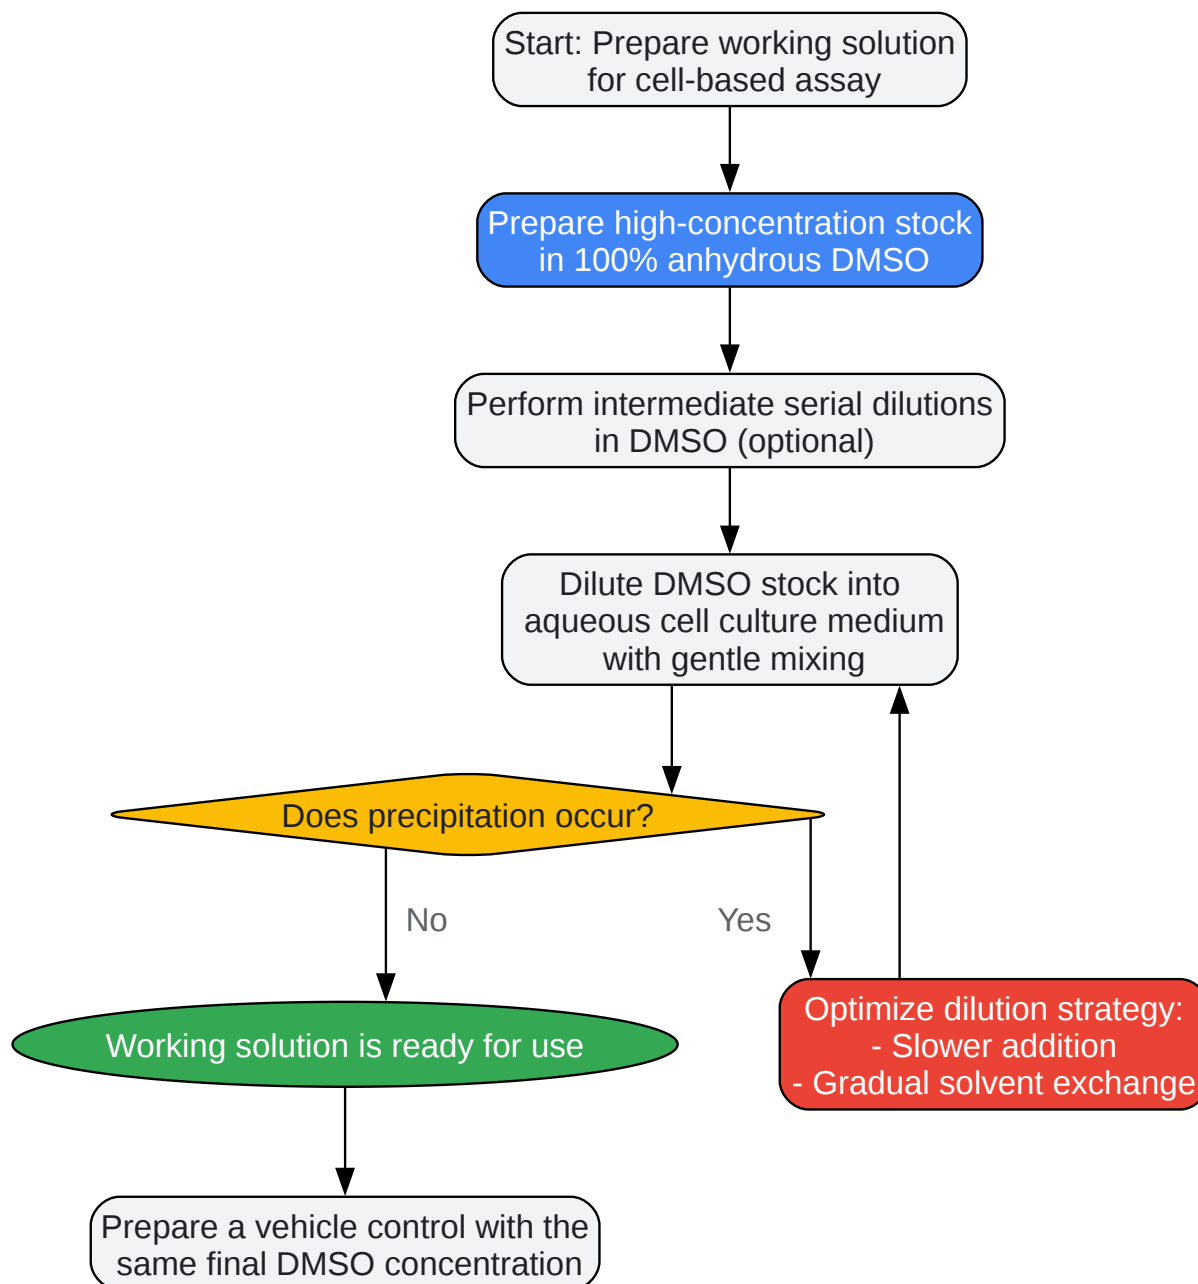 Start: Prepare working solution
for cell-based assay
Prepare high-concentration stock
in 100% anhydrous DMSO
Perform intermediate serial dilutions
in DMSO (optional)
Dilute DMSO stock into
aqueous cell culture medium
with gentle mixing
Does precipitation occur?
No
Yes
Working solution is ready for use
Optimize dilution strategy:
- Slower addition
- Gradual solvent exchange
Prepare a vehicle control with the
same final DMSO concentration